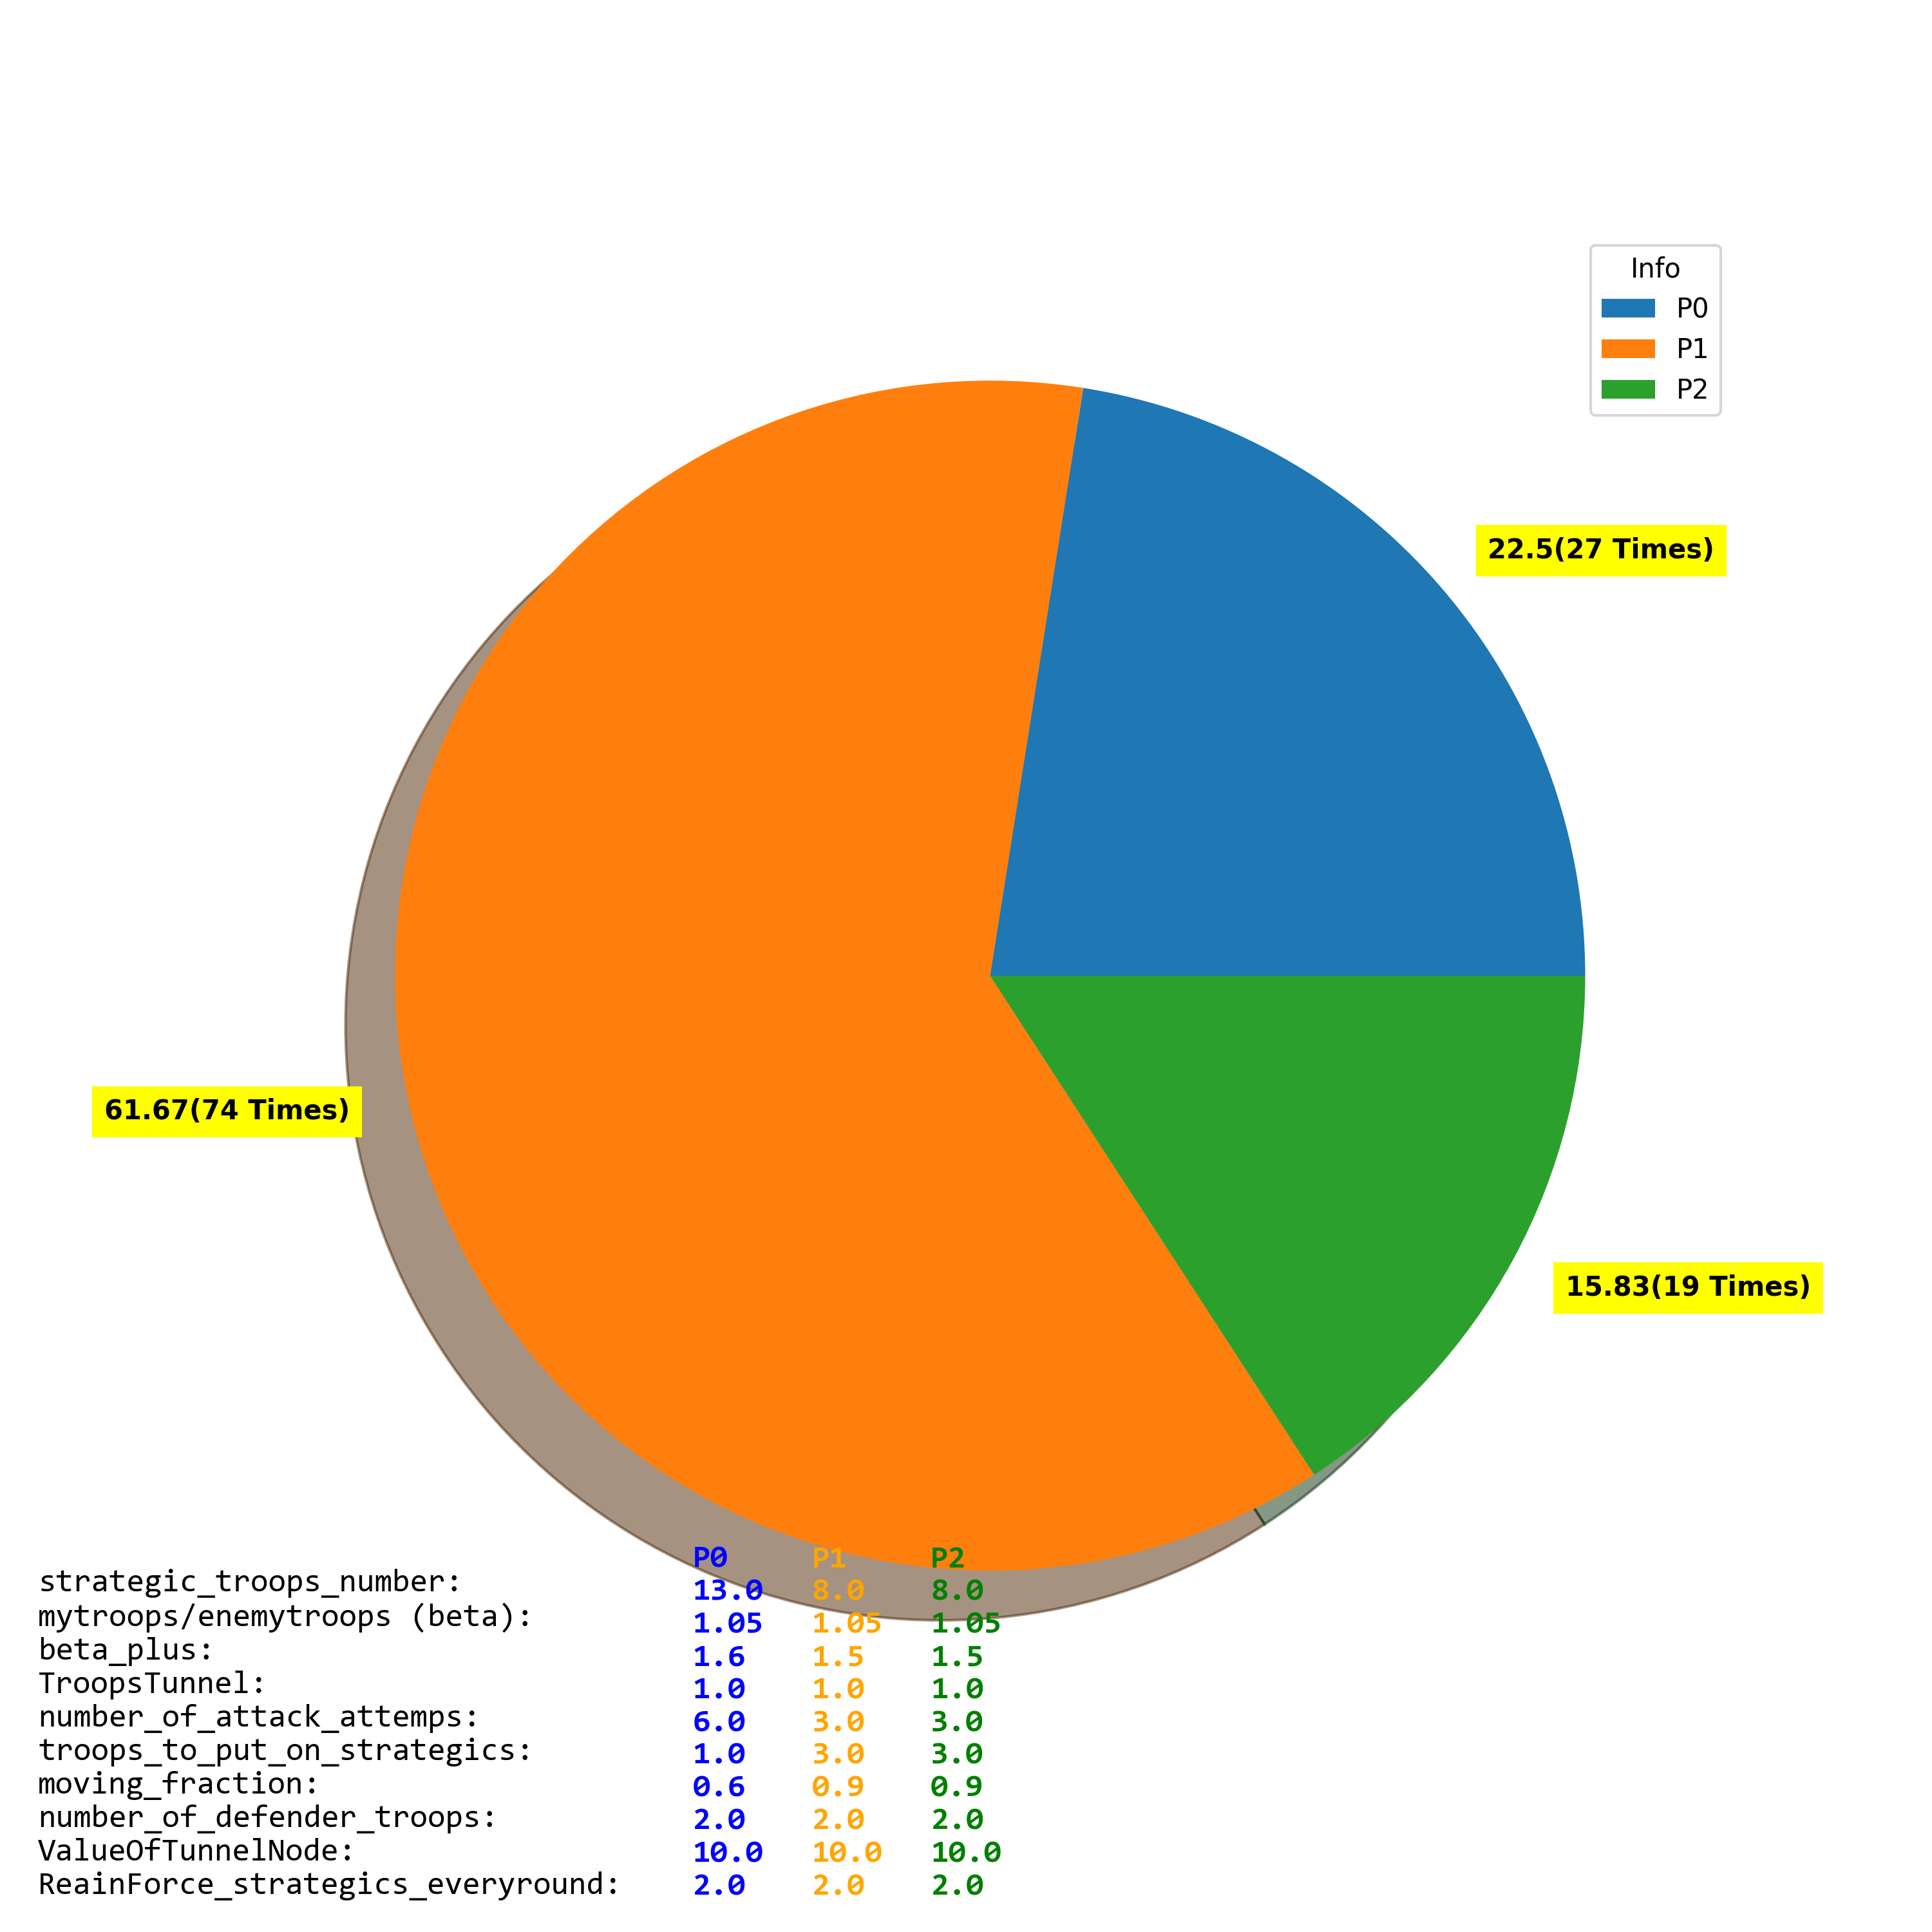 Info
P0
P1
P2
22.5(27 Times)
61.67(74 Times)
15.83(19 Times)
P0 P1 P2
strategic_troops_number: 13.0 8.0 8.0
mytroops/enemytroops (beta): 1.05 1.05 1.05
beta_plus: 1.6 1.5 1.5
TroopsTunnel: 1.0 1.0 1.0
number_of_attack_attemps: 6.0 3.0 3.0
troops_to_put_on_strategics: 1.0 3.0 3.0
moving_fraction: 0.6 0.9 0.9
number_of_defender_troops: 2.0 2.0 2.0
ValueOfTunnelNode: 10.0 10.0 10.0
ReainForce_strategics_everyround: 2.0 2.0 2.0